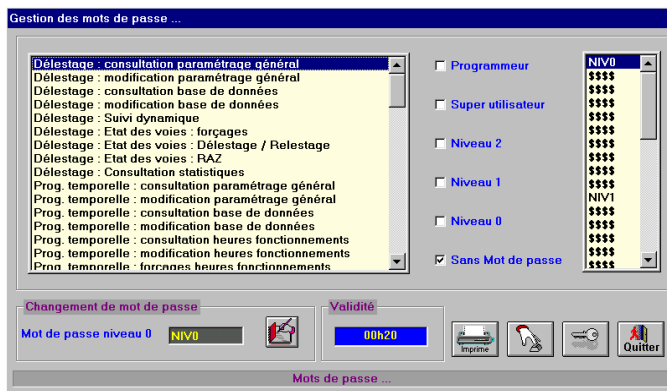 Gestion des mots de passe ...
Délestage : consultation paramétrage général
Délestage : modification paramétrage général
Délestage : consultation base de données
Délestage : modification base de données
Délestage : Suivi dynamique
Délestage : Etat des voies : forçages
Délestage : Etat des voies : Délestage / Relestage
Délestage : Etat des voies : RAZ
Délestage : Consultation statistiques
Prog. temporelle : consultation paramétrage général
Prog. temporelle : modification paramétrage général
Prog. temporelle : consultation base de données
Prog. temporelle : modification base de données
Prog. temporelle : consultation heures fonctionnements
Prog. temporelle : modification heures fonctionnements
Prog. temporelle : forçages heures fonctionnements
Programmeur
Super utilisateur
Niveau 2
Niveau 1
Niveau 0
Sans Mot de passe
NIV0
$$$$
$$$$
$$$$
$$$$
$$$$
$$$$
$$$$
$$$$
$$$$
NIV1
$$$$
$$$$
$$$$
$$$$
$$$$
Changement de mot de passe
Mot de passe niveau 0
NIV0
Validité
00h20
Imprime
Quitter
Mots de passe ...